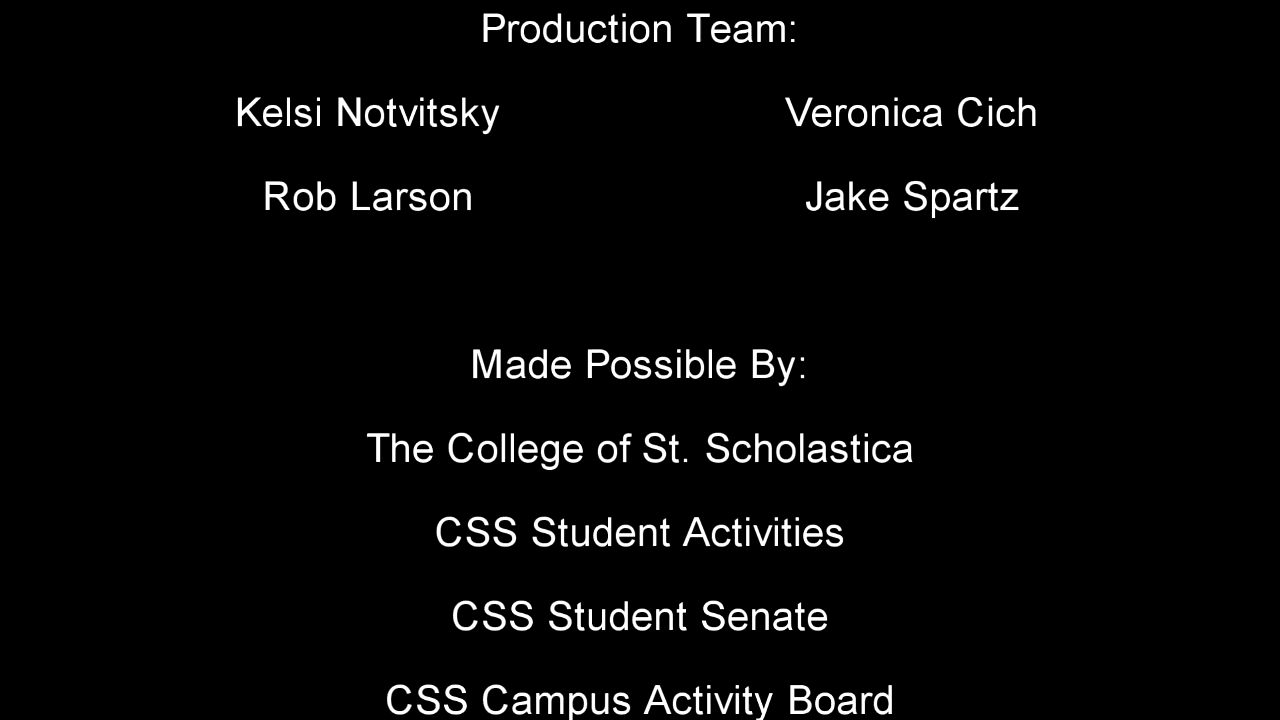 Production Team:
Kelsi Notvitsky Veronica Cich
Rob Larson Jake Spartz
Made Possible By:
The College of St. Scholastica
CSS Student Activities
CSS Student Senate
CSS Campus Activity Board